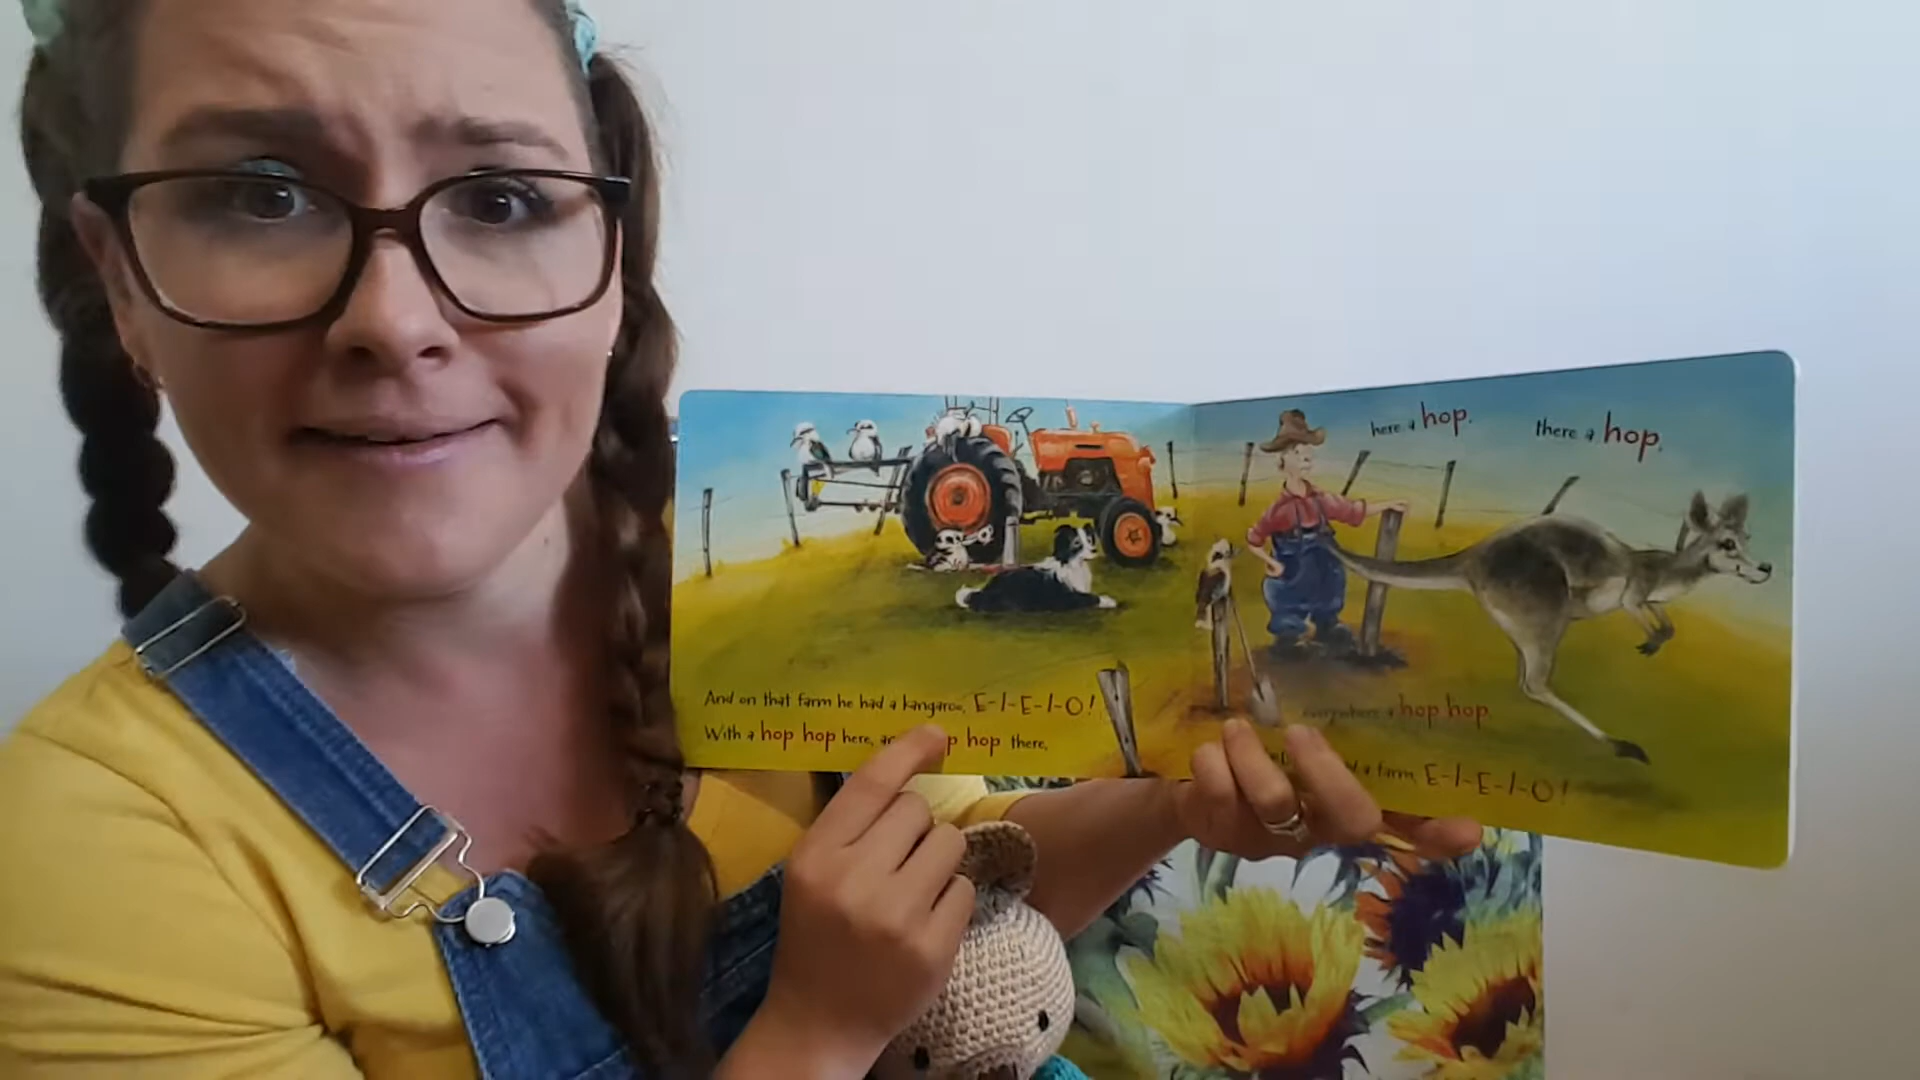 And on that farm he had a kangaroo, E-I-E-I-O!
With a hop hop here, hop there,
here a hop,
there a hop,
everywhere a hop hop.
a farm, E-I-E-I-O!